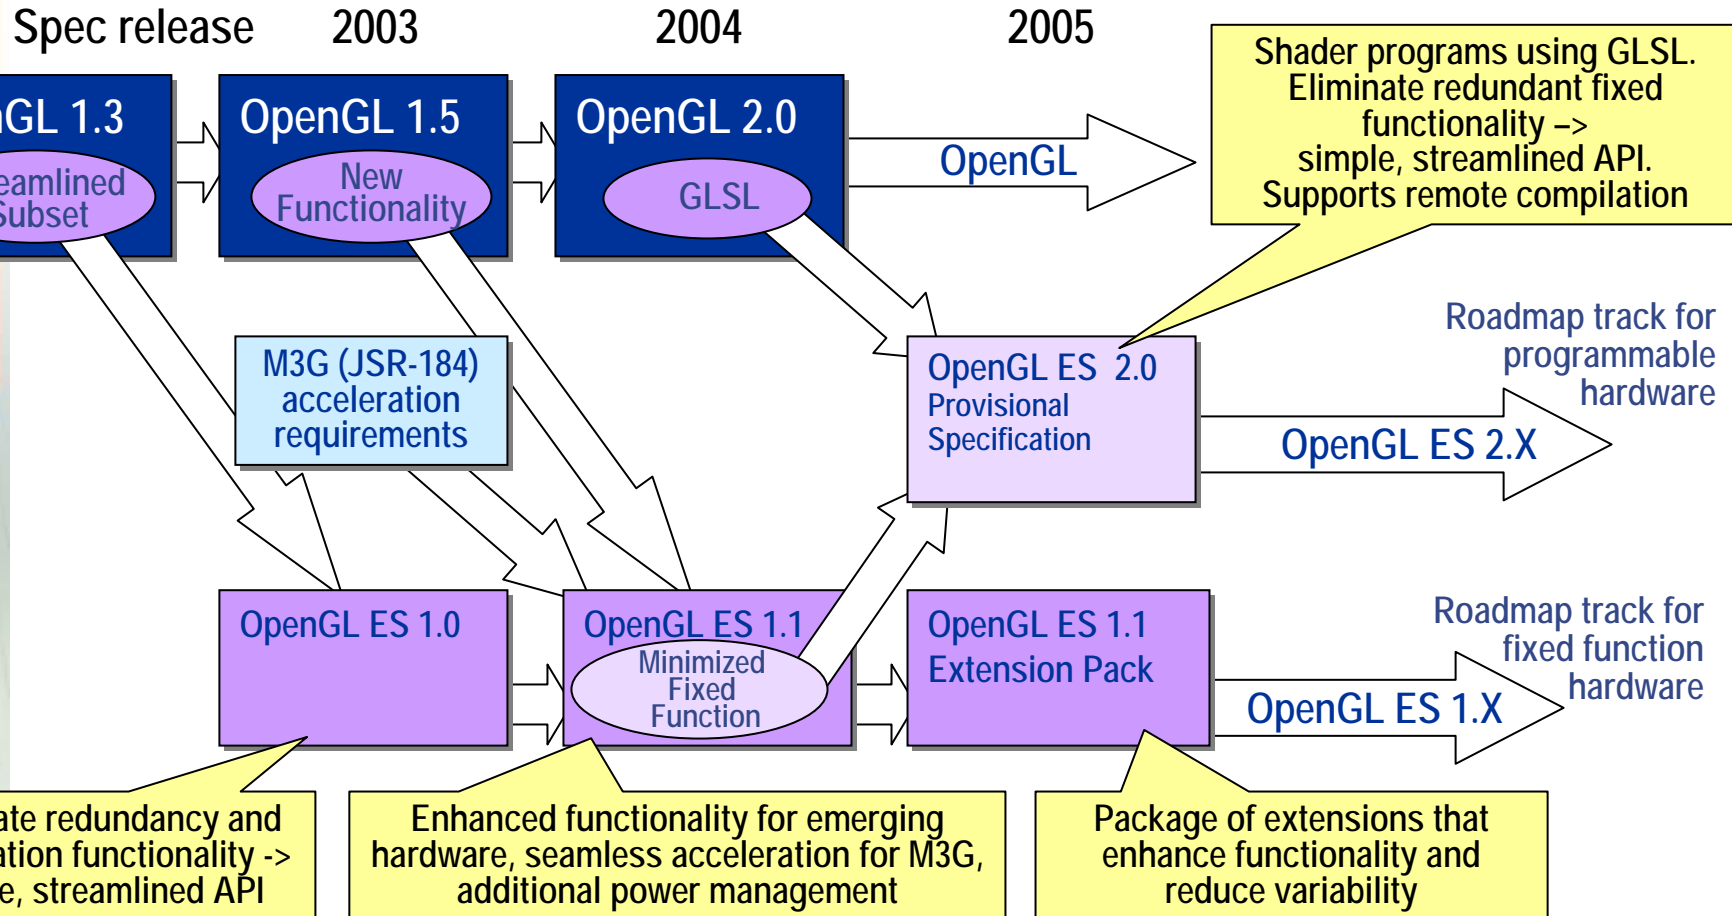 Spec release 2003 2004 2005
Shader programs using GLSL.
Eliminate redundant fixed
functionality –>
simple, streamlined API.
Supports remote compilation
GL 1.3
Subset
OpenGL 1.5
New
Functionality
OpenGL 2.0
GLSL
OpenGL
M3G (JSR-184)
acceleration
requirements
OpenGL ES 2.0
Provisional
Specification
Roadmap track for
programmable
hardware
OpenGL ES 2.X
OpenGL ES 1.0
OpenGL ES 1.1
Minimized
Fixed
Function
OpenGL ES 1.1
Extension Pack
Roadmap track for
fixed function
hardware
OpenGL ES 1.X
redundancy and
functionality ->
streamlined API
Enhanced functionality for emerging
hardware, seamless acceleration for M3G,
additional power management
Package of extensions that
enhance functionality and
reduce variability